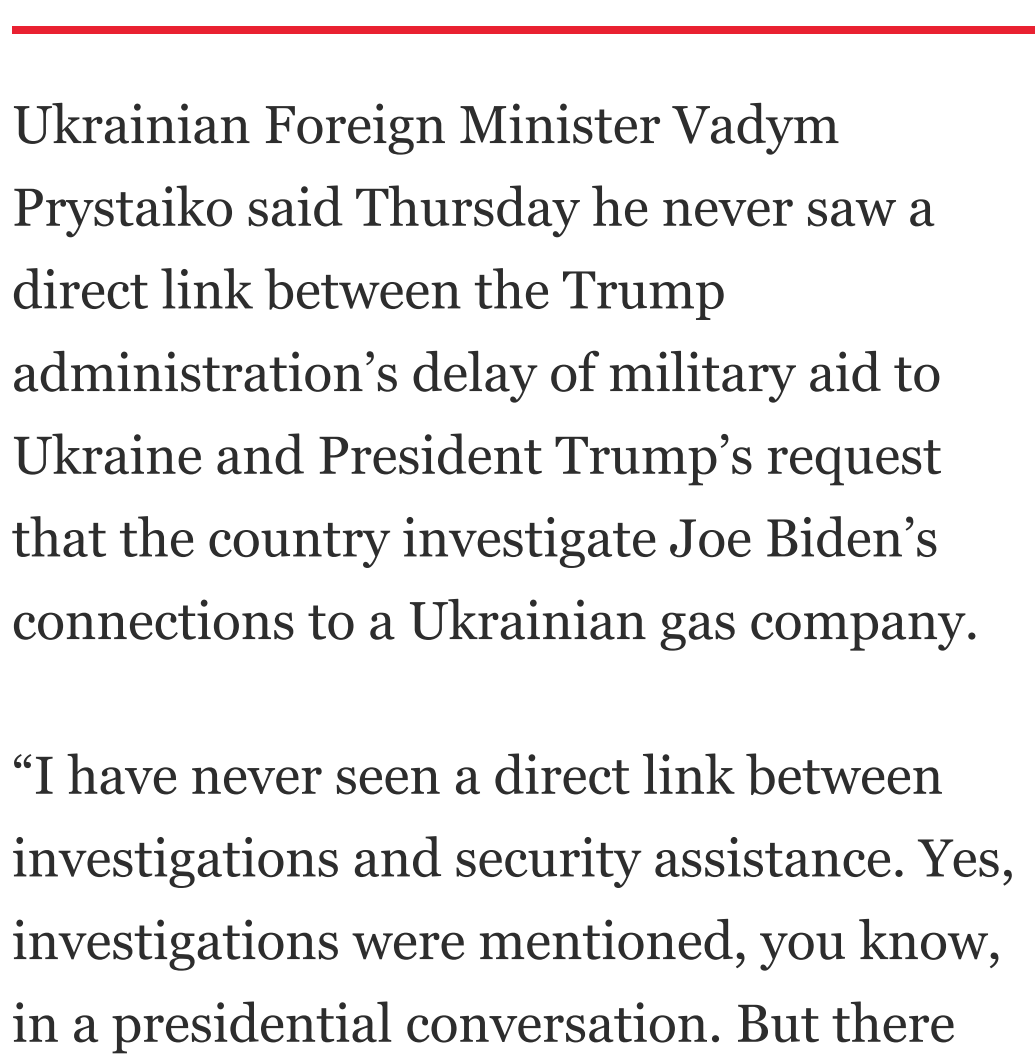 Ukrainian Foreign Minister Vadym
Prystaiko said Thursday he never saw a
direct link between the Trump
administration’s delay of military aid to
Ukraine and President Trump’s request
that the country investigate Joe Biden’s
connections to a Ukrainian gas company.
“I have never seen a direct link between
investigations and security assistance. Yes,
investigations were mentioned, you know,
in a presidential conversation. But there